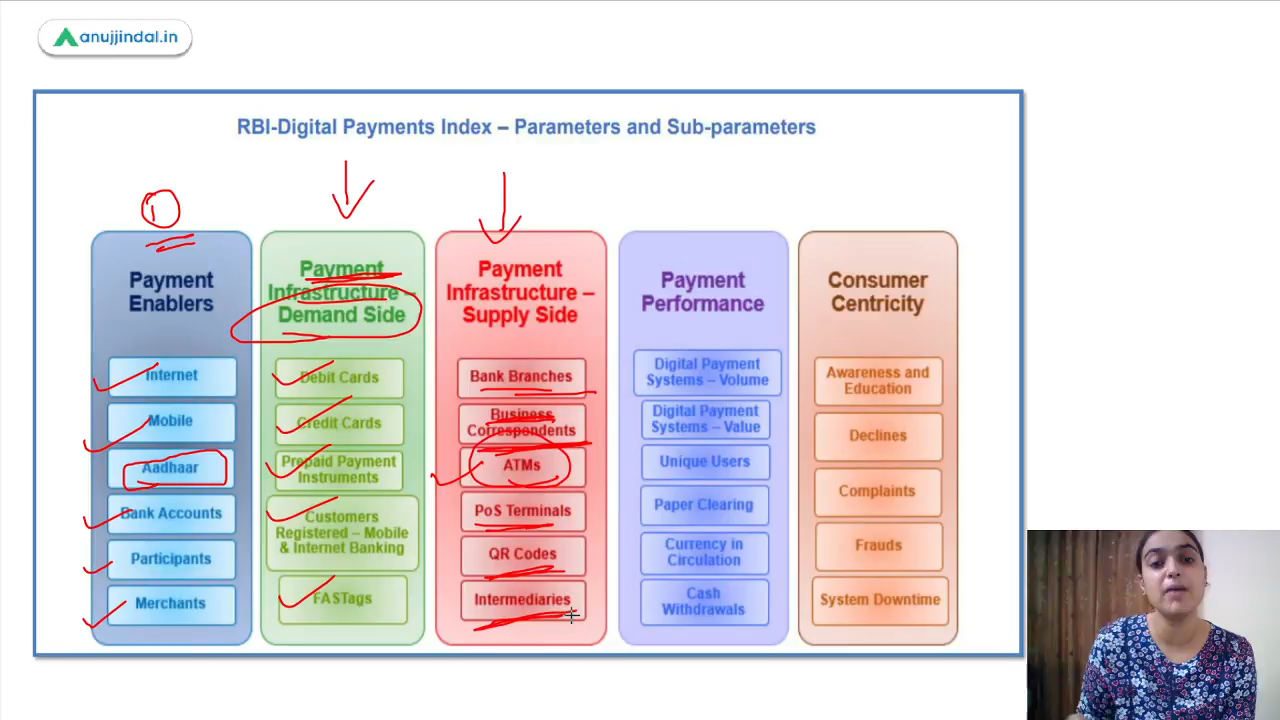 anujjindal.in
RBI-Digital Payments Index – Parameters and Sub-parameters
1
Payment
Enablers
Internet
Mobile
Aadhaar
Bank Accounts
Participants
Merchants
Payment
Infrastructure –
Demand Side
Debit Cards
Credit Cards
Prepaid Payment
Instruments
Customers
Registered – Mobile
& Internet Banking
FASTags
Payment
Infrastructure –
Supply Side
Bank Branches
Business
Correspondents
ATMs
PoS Terminals
QR Codes
Intermediaries
Payment
Performance
Digital Payment
Systems – Volume
Digital Payment
Systems – Value
Unique Users
Paper Clearing
Currency in
Circulation
Cash
Withdrawals
Consumer
Centricity
Awareness and
Education
Declines
Complaints
Frauds
System Downtime